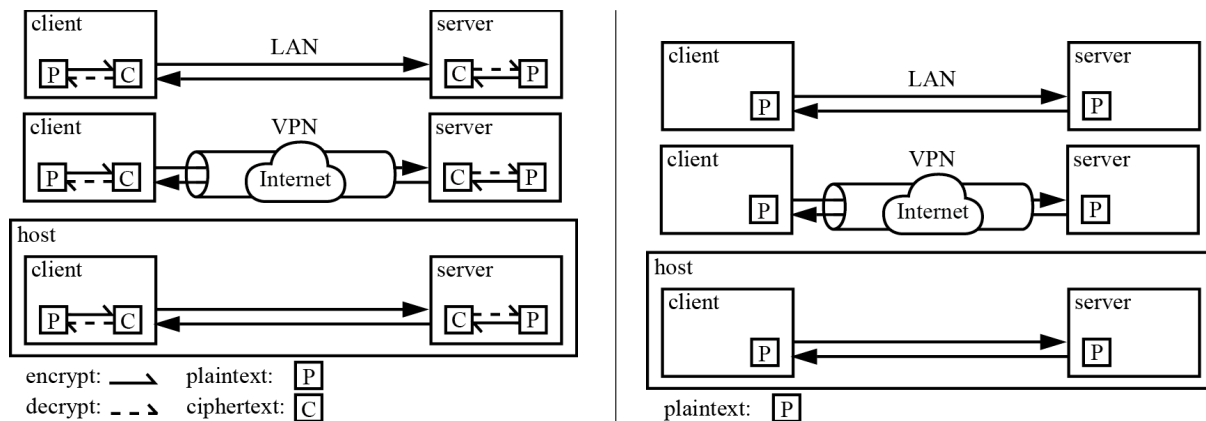 client
server
LAN
P
C
C
P
client
server
VPN
P
C
Internet
C
P
host
client
server
P
C
C
P
encrypt:
plaintext: P
decrypt:
ciphertext: C
client
server
LAN
P
P
client
server
VPN
P
Internet
P
host
client
server
P
P
plaintext: P